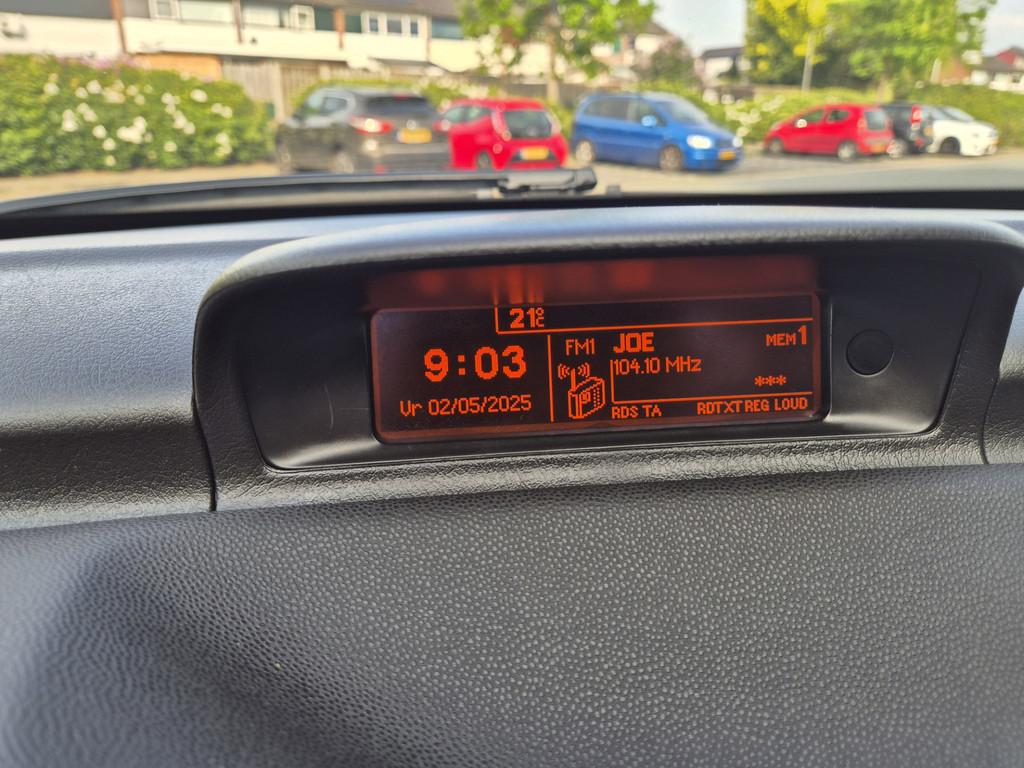 21°C
9:03
Vr 02/05/2025
FM1 JOE MEM1
104.10 MHz
***
RDS TA RDTXT REG LOUD